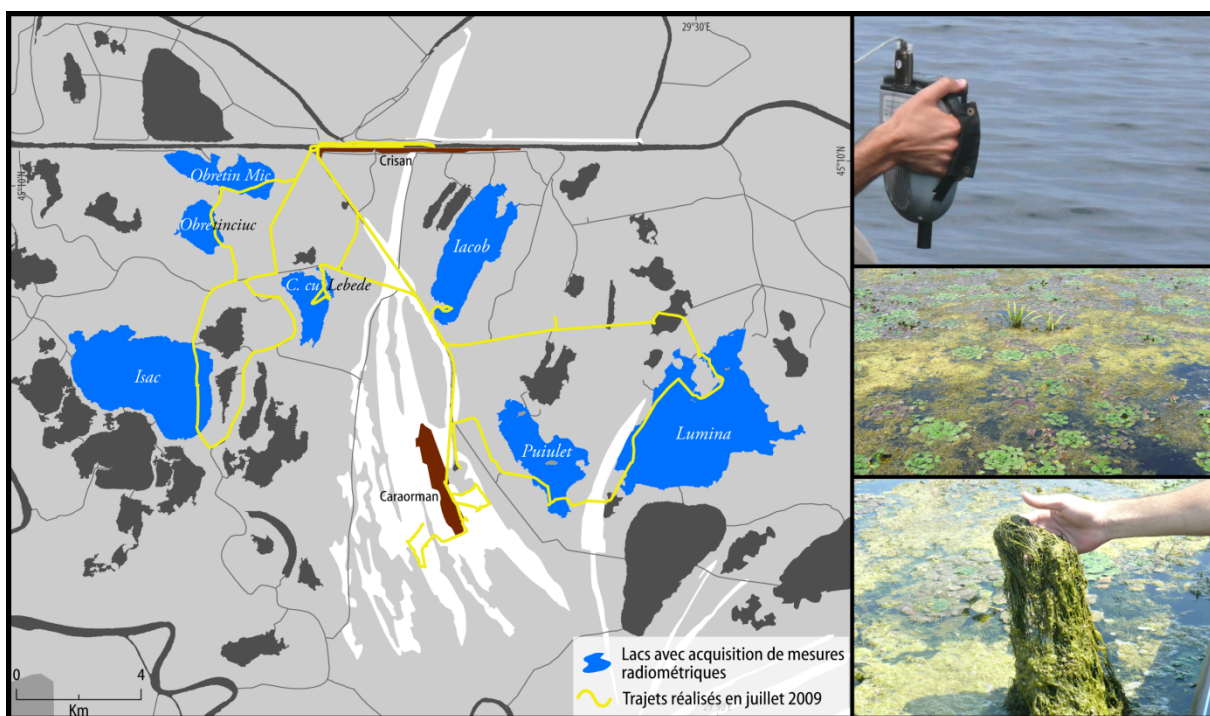 29°30'E
Crisan
45°10'N
45°10'N
Obretin Mic
Obretinciuc
Iacob
C. cu Lebede
Isac
Puiulet
Lumina
Caraorman
Lacs avec acquisition de mesures
radiométriques
Trajets réalisés en juillet 2009
0 4
Km